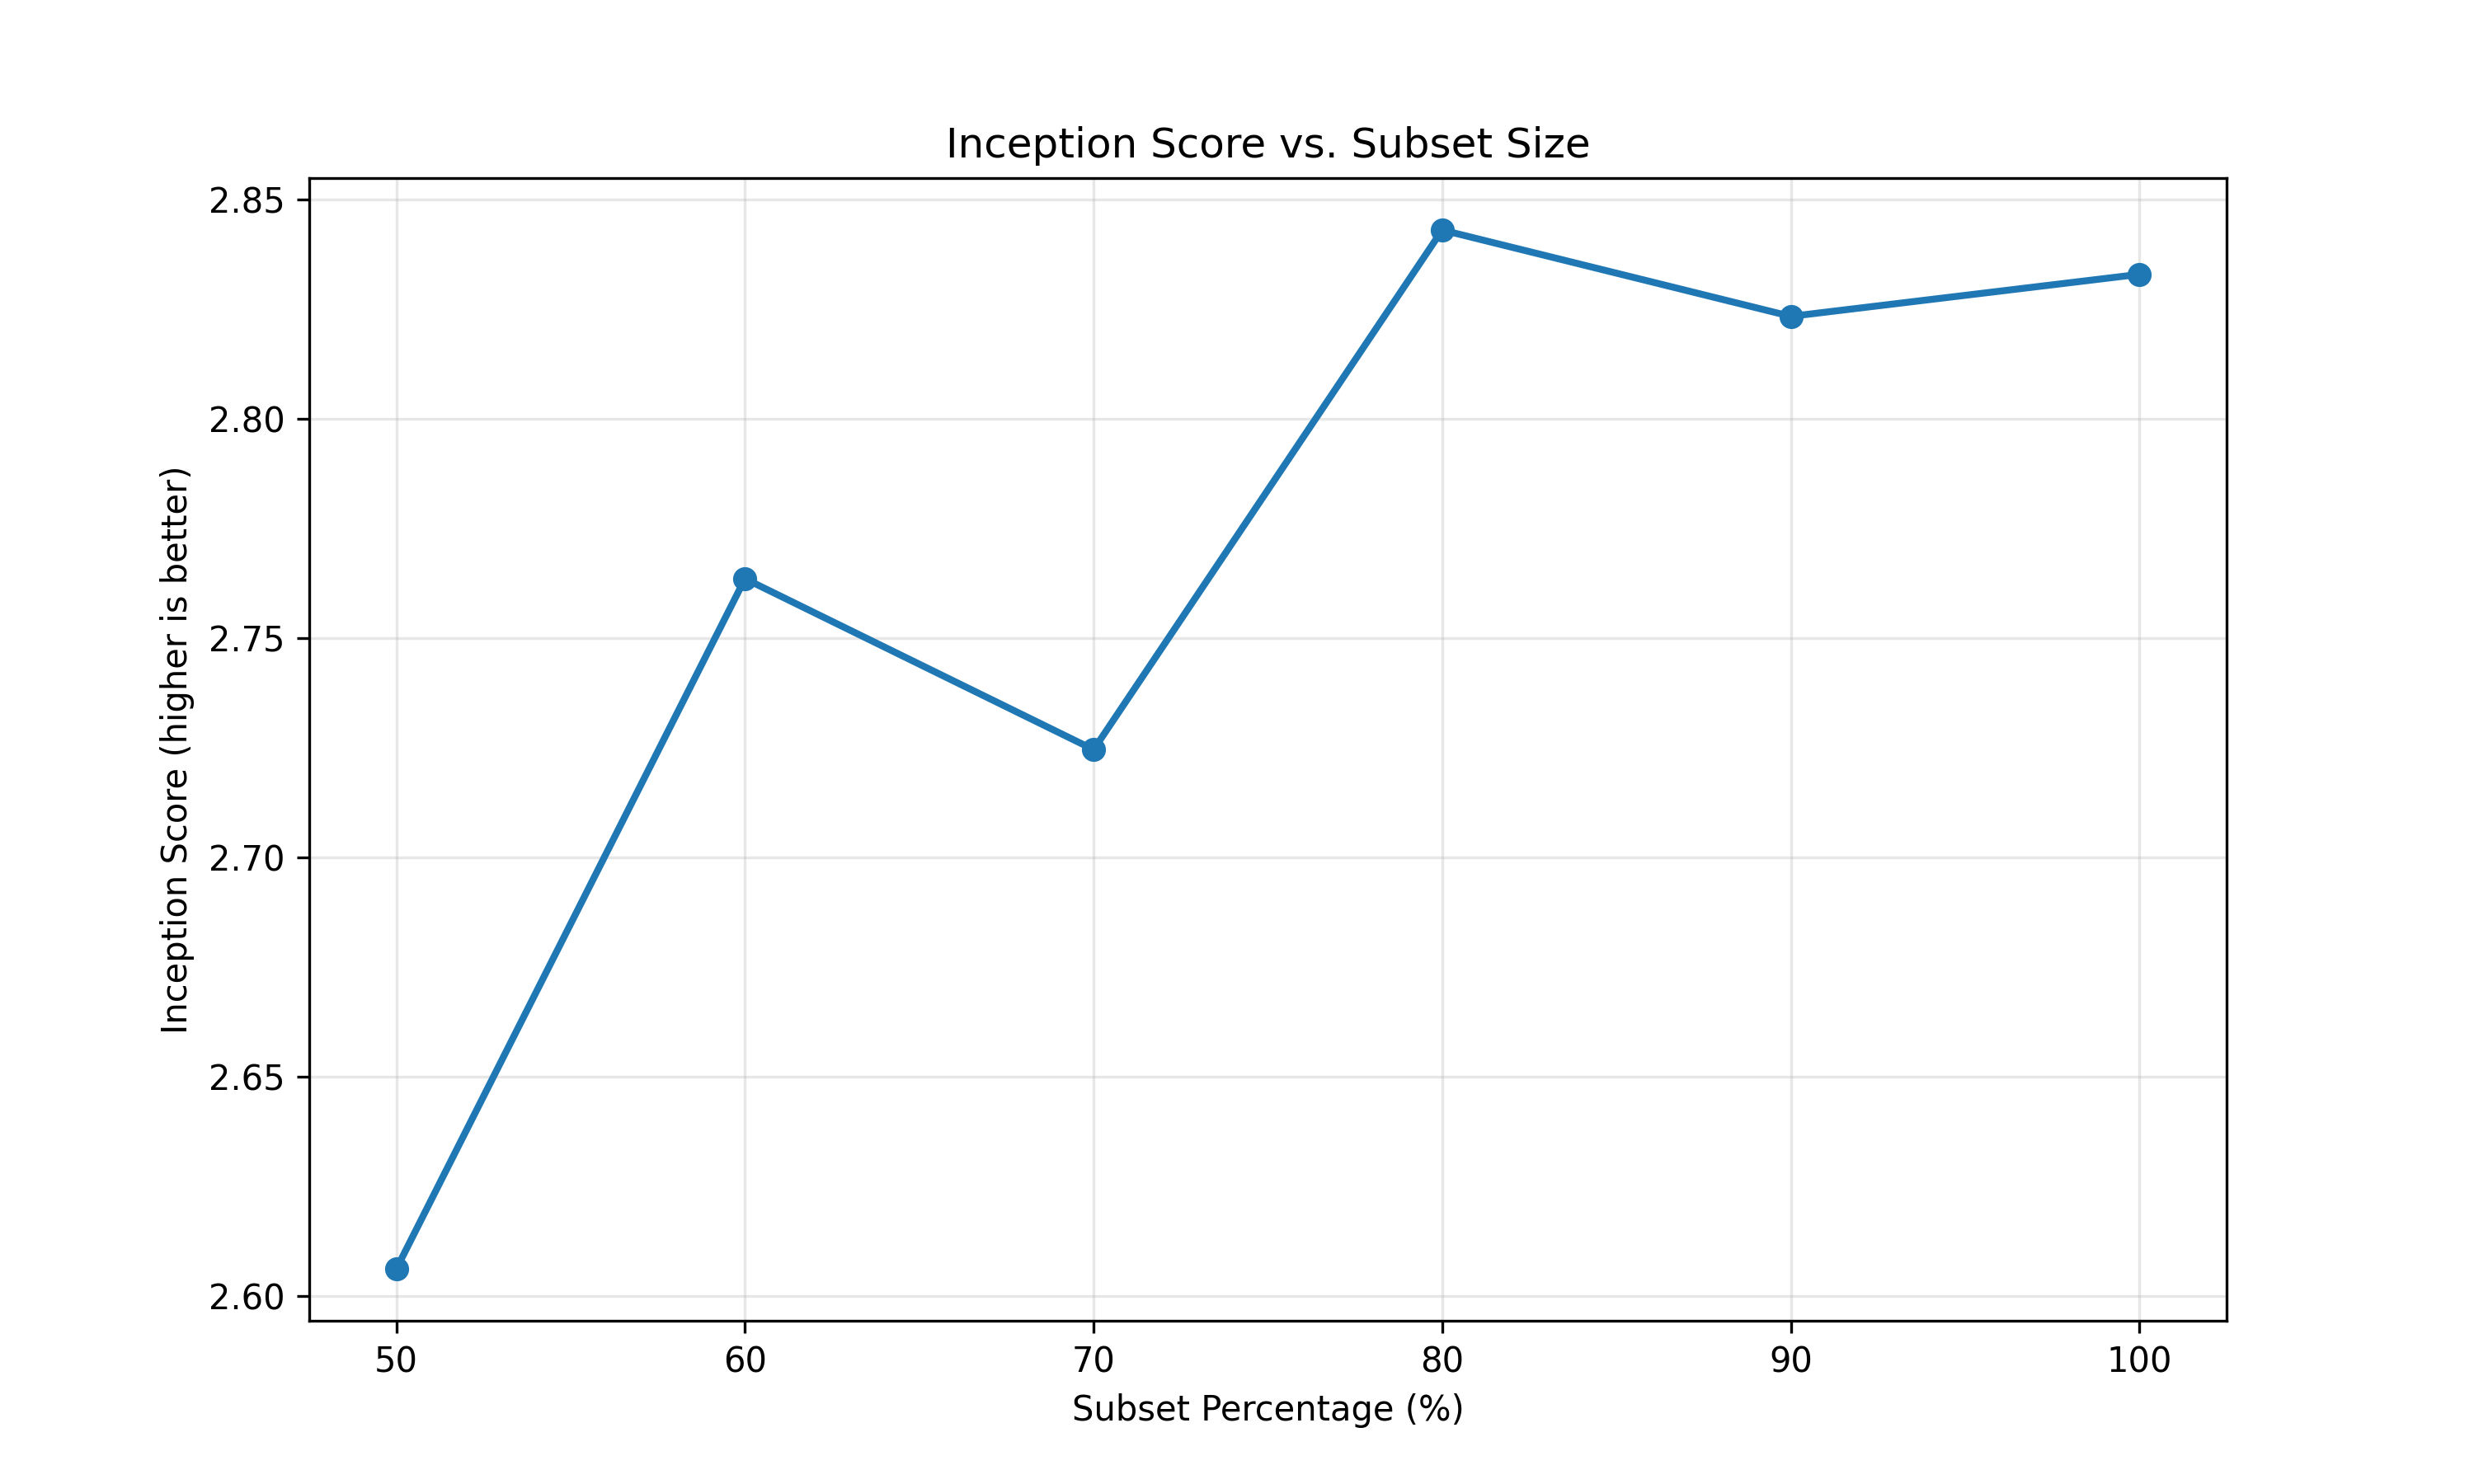 Inception Score vs. Subset Size
Inception Score (higher is better)
2.85
2.80
2.75
2.70
2.65
2.60
50 60 70 80 90 100
Subset Percentage (%)